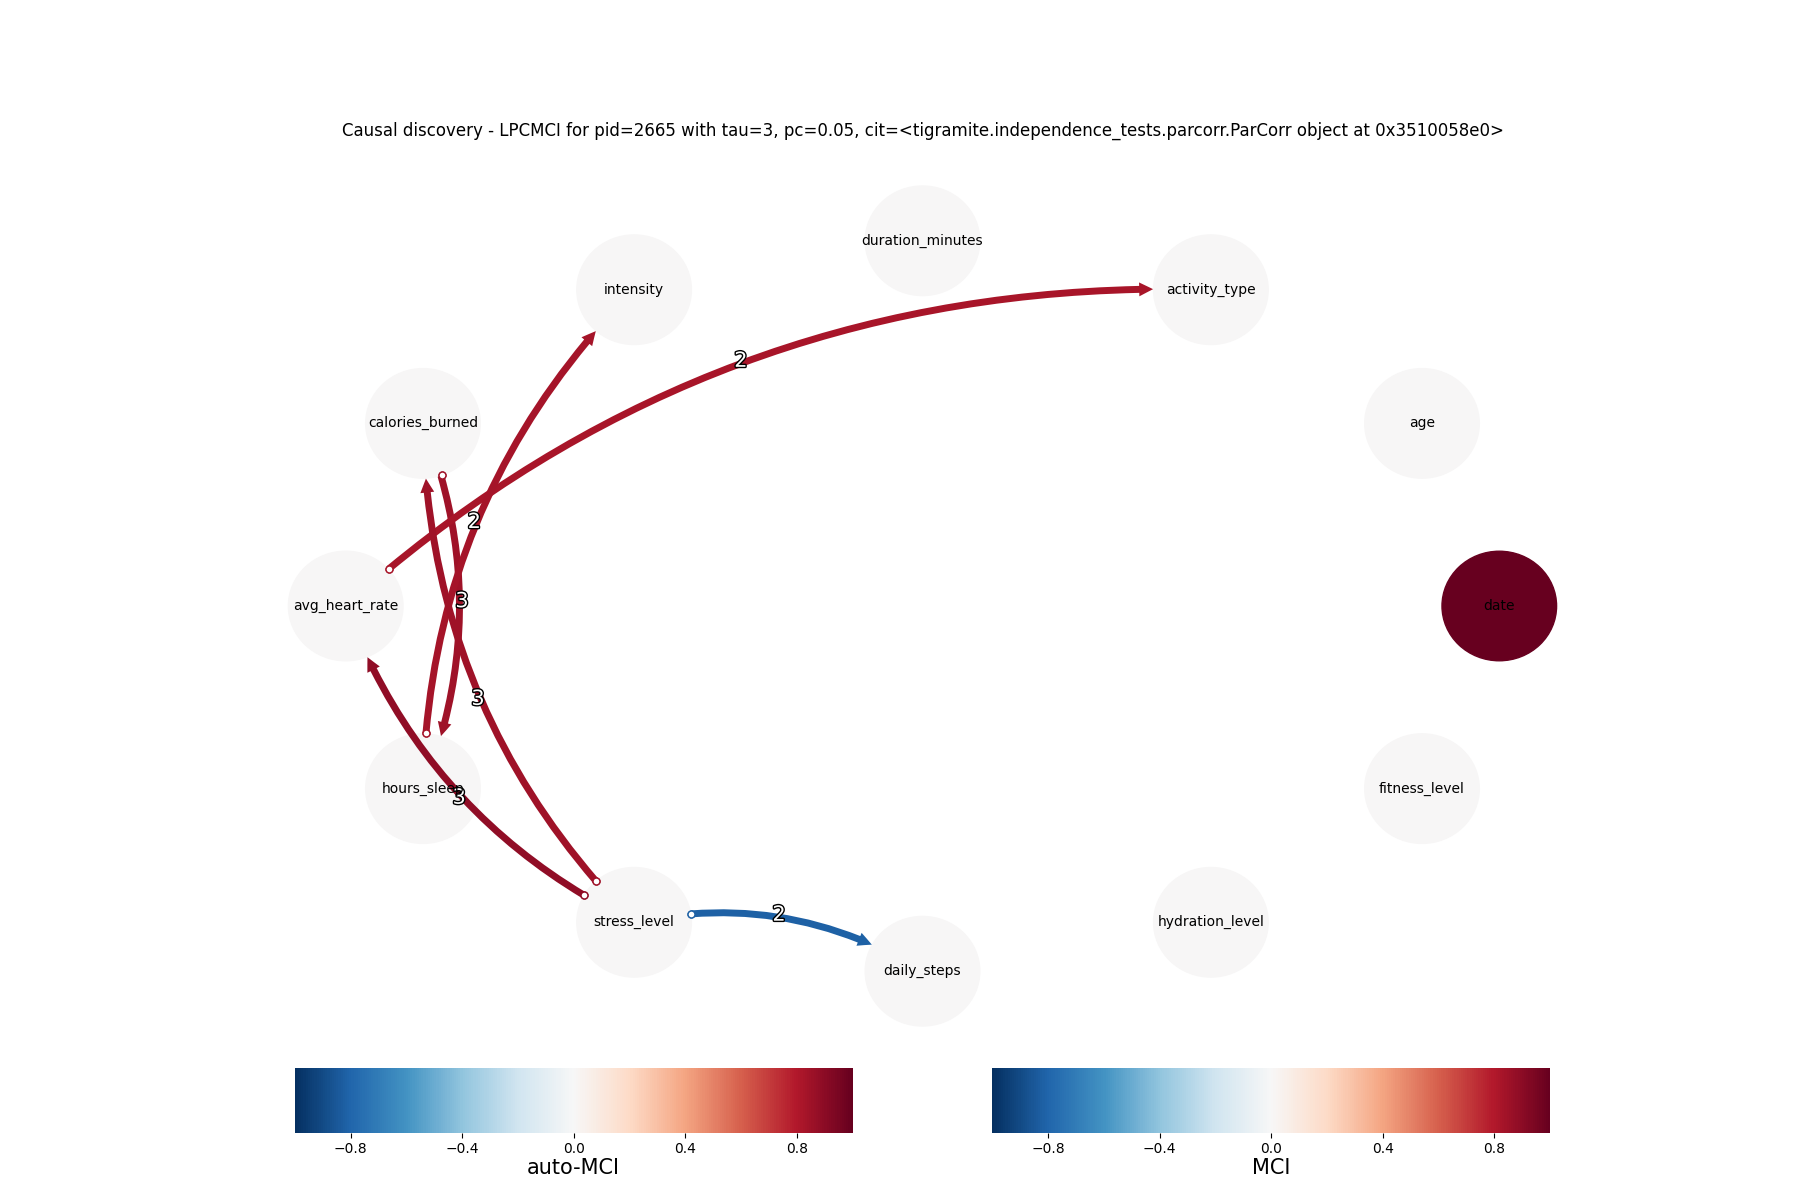 Causal discovery - LPCMCI for pid=2665 with tau=3, pc=0.05, cit=<tigramite.independence_tests.parcorr.ParCorr object at 0x3510058e0>
duration_minutes
intensity
activity_type
2
calories_burned
age
2
3
avg_heart_rate
date
3
hours_sleep
3
fitness_level
stress_level
2
hydration_level
daily_steps
−0.8 −0.4 0.0 0.4 0.8
auto-MCI
−0.8 −0.4 0.0 0.4 0.8
MCI